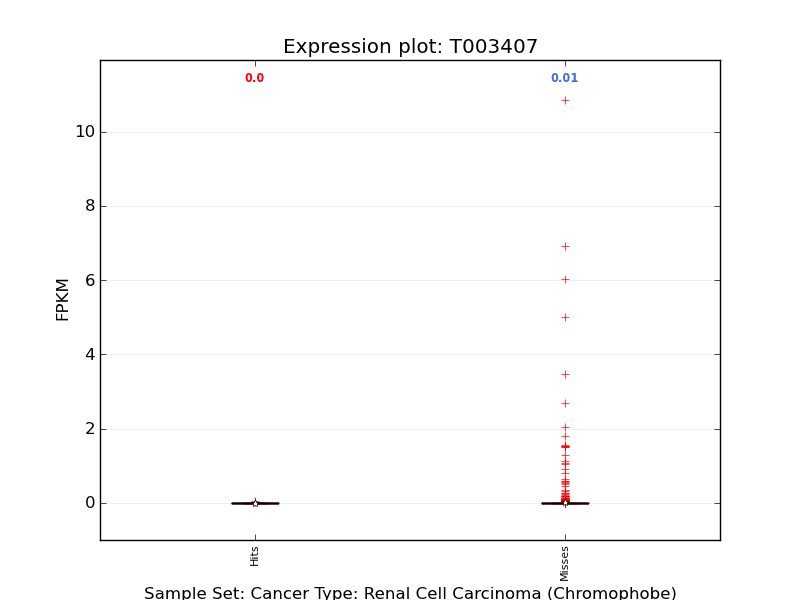 Expression plot: T003407
0.0
0.01
10
8
6
4
2
0
FPKM
Hits
Misses
Sample Set: Cancer Type: Renal Cell Carcinoma (Chromophobe)